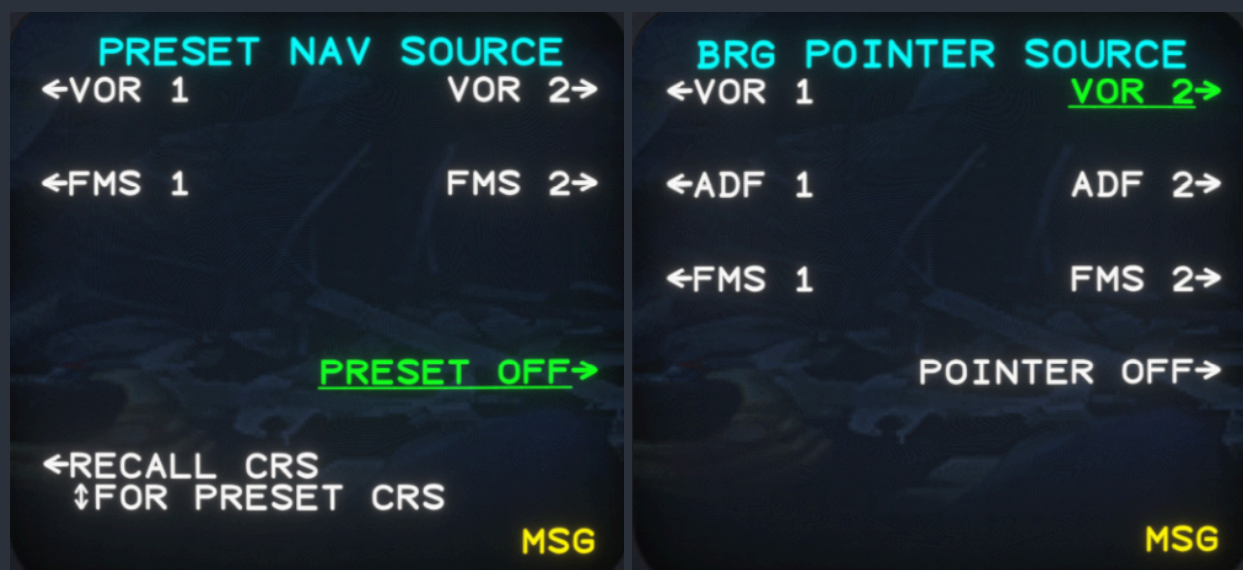 PRESET NAV SOURCE
←VOR 1 VOR 2→
←FMS 1 FMS 2→
PRESET OFF→
←RECALL CRS
↕FOR PRESET CRS
MSG
BRG POINTER SOURCE
←VOR 1 VOR 2→
←ADF 1 ADF 2→
←FMS 1 FMS 2→
POINTER OFF→
MSG